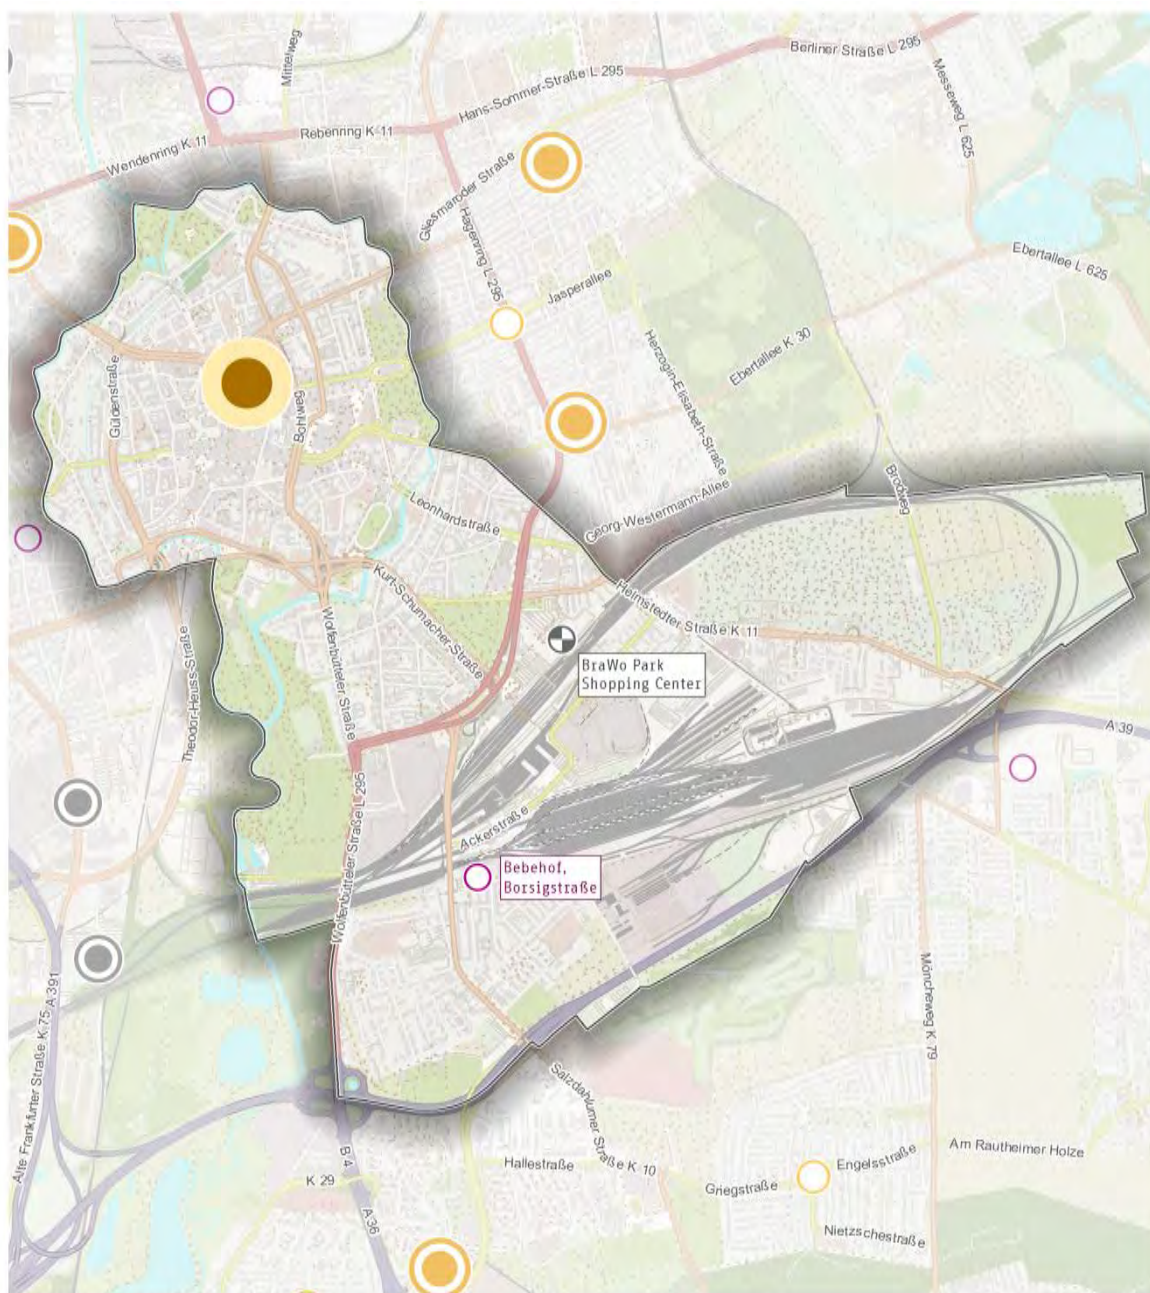 Berliner Straße L 295
Mittelweg
Hans-Sommer-Straße L 295
Messeweg L 625
Rebenring K 11
Wendenring K 11
Gliesmaroder Straße
Hagenring L 295
Ebertallee L 625
Jasperallee
Ebertallee K 30
Herzogin-Elisabeth-Straße
Güldenstraße
Bohlweg
Brodweg
Leonhardstraße
Georg-Westermann-Allee
Kurt-Schumacher-Straße
Helmstedter Straße K 11
Wolfenbütteler Straße
Theodor-Heuss-Straße
BraWo Park
Shopping Center
A 39
Wolfenbütteler Straße L 295
Ackerstraße
Bebehof,
Borsigstraße
Alte Frankfurter Straße K 75
A 391
Möncheweg K 79
Salzdahlumer Straße K 10
B 4
Hallestraße
K 29
A 36
Engelsstraße
Am Rautheimer Holze
Griegstraße
Nietzschestraße